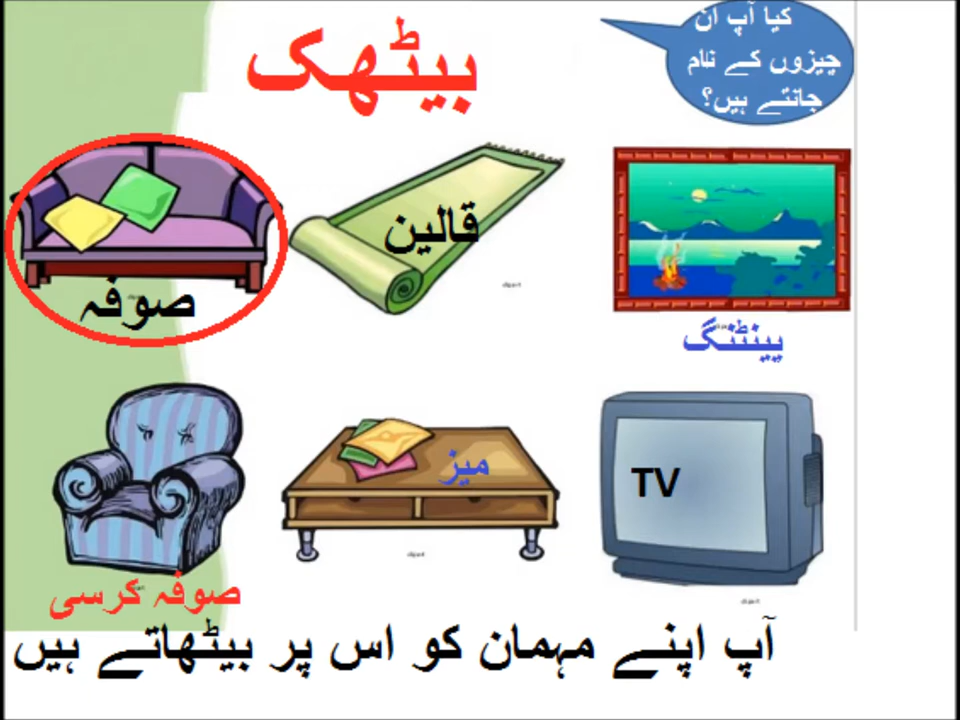 بیٹھک
کیا آپ ان
چیزوں کے نام
جانتے ہیں؟
صوفہ
قالین
پینٹنگ
صوفہ کرسی
میز
TV
آپ اپنے مہمان کو اس پر بیٹھاتے ہیں